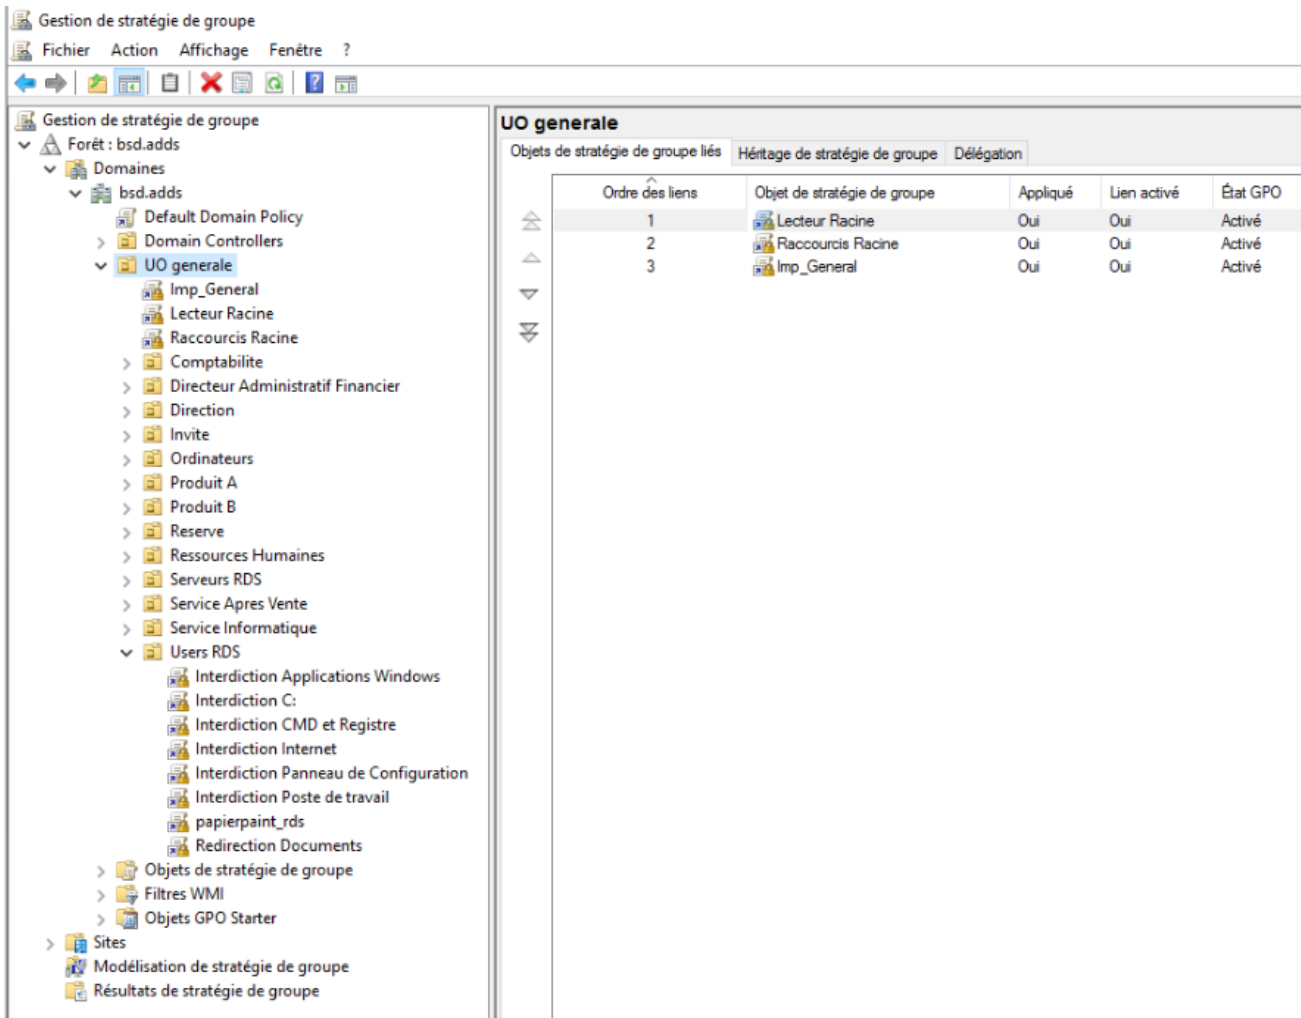 Gestion de stratégie de groupe
Fichier Action Affichage Fenêtre ?
Gestion de stratégie de groupe
Forêt : bsd.adds
Domaines
bsd.adds
Default Domain Policy
Domain Controllers
UO generale
Imp_General
Lecteur Racine
Raccourcis Racine
Comptabilite
Directeur Administratif Financier
Direction
Invite
Ordinateurs
Produit A
Produit B
Reserve
Ressources Humaines
Serveurs RDS
Service Apres Vente
Service Informatique
Users RDS
Interdiction Applications Windows
Interdiction C:
Interdiction CMD et Registre
Interdiction Internet
Interdiction Panneau de Configuration
Interdiction Poste de travail
papierpaint_rds
Redirection Documents
Objets de stratégie de groupe
Filtres WMI
Objets GPO Starter
Sites
Modélisation de stratégie de groupe
Résultats de stratégie de groupe
UO generale
Objets de stratégie de groupe liés Héritage de stratégie de groupe Délégation
Ordre des liens Objet de stratégie de groupe Appliqué Lien activé État GPO
1 Lecteur Racine Oui Oui Activé
2 Raccourcis Racine Oui Oui Activé
3 Imp_General Oui Oui Activé